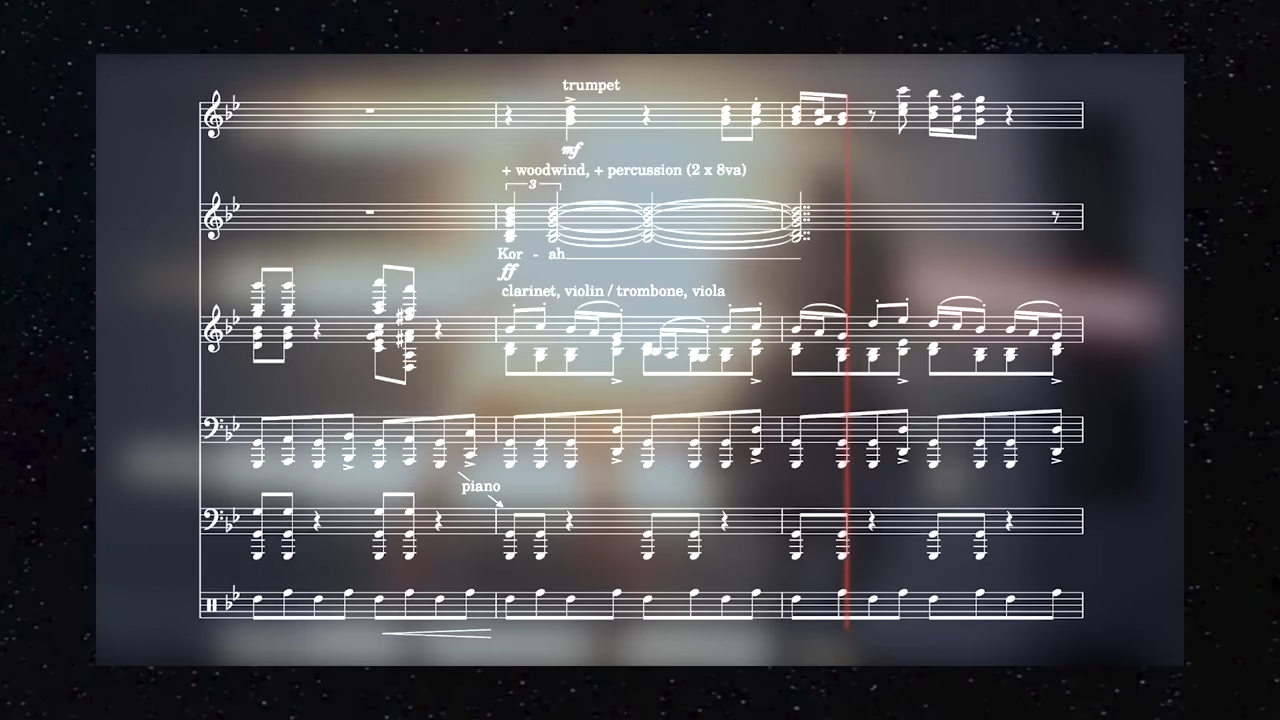 trumpet
mf
+ woodwind, + percussion (2 x 8va)
3
Kor - ah
ff
clarinet, violin / trombone, viola
piano